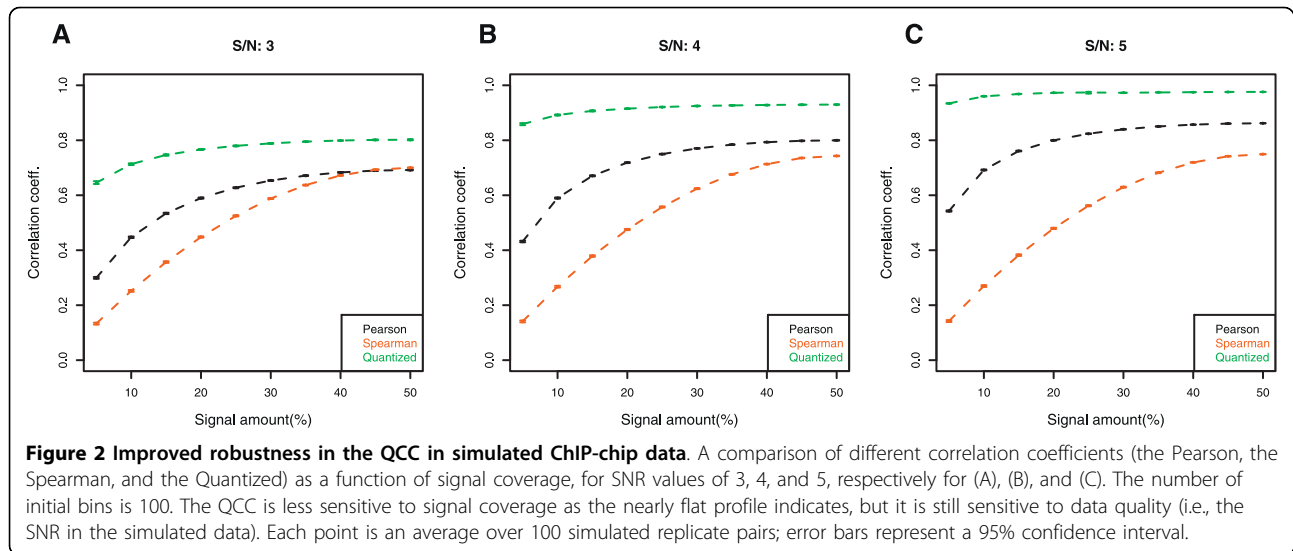 A
S/N: 3
Correlation coeff.
1.0
0.8
0.6
0.4
0.2
0.0
Pearson
Spearman
Quantized
10 20 30 40 50
Signal amount(%)
B
S/N: 4
Correlation coeff.
1.0
0.8
0.6
0.4
0.2
0.0
Pearson
Spearman
Quantized
10 20 30 40 50
Signal amount(%)
C
S/N: 5
Correlation coeff.
1.0
0.8
0.6
0.4
0.2
0.0
Pearson
Spearman
Quantized
10 20 30 40 50
Signal amount(%)
Figure 2 Improved robustness in the QCC in simulated ChIP-chip data. A comparison of different correlation coefficients (the Pearson, the
Spearman, and the Quantized) as a function of signal coverage, for SNR values of 3, 4, and 5, respectively for (A), (B), and (C). The number of
initial bins is 100. The QCC is less sensitive to signal coverage as the nearly flat profile indicates, but it is still sensitive to data quality (i.e., the
SNR in the simulated data). Each point is an average over 100 simulated replicate pairs; error bars represent a 95% confidence interval.